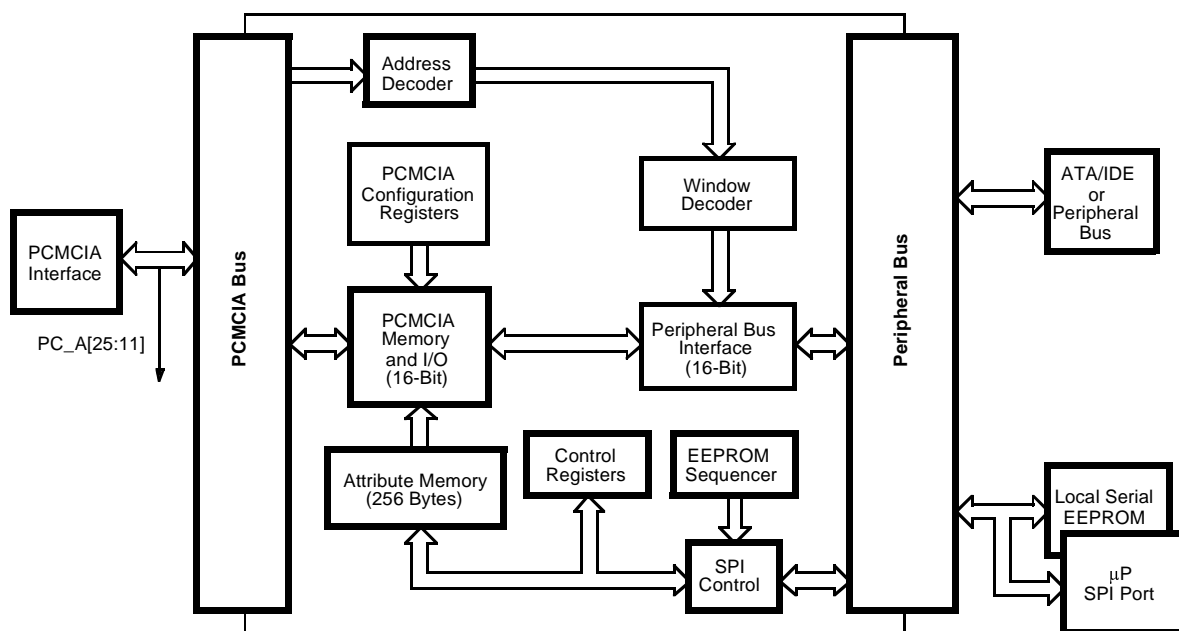 Address
Decoder
PCMCIA
Configuration
Registers
Window
Decoder
ATA/IDE
or
Peripheral
Bus
PCMCIA
Interface
PCMCIA Bus
Peripheral Bus
PC_A[25:11]
PCMCIA
Memory
and I/O
(16-Bit)
Peripheral Bus
Interface
(16-Bit)
Attribute Memory
(256 Bytes)
Control
Registers
EEPROM
Sequencer
SPI
Control
Local Serial
EEPROM
μP
SPI Port